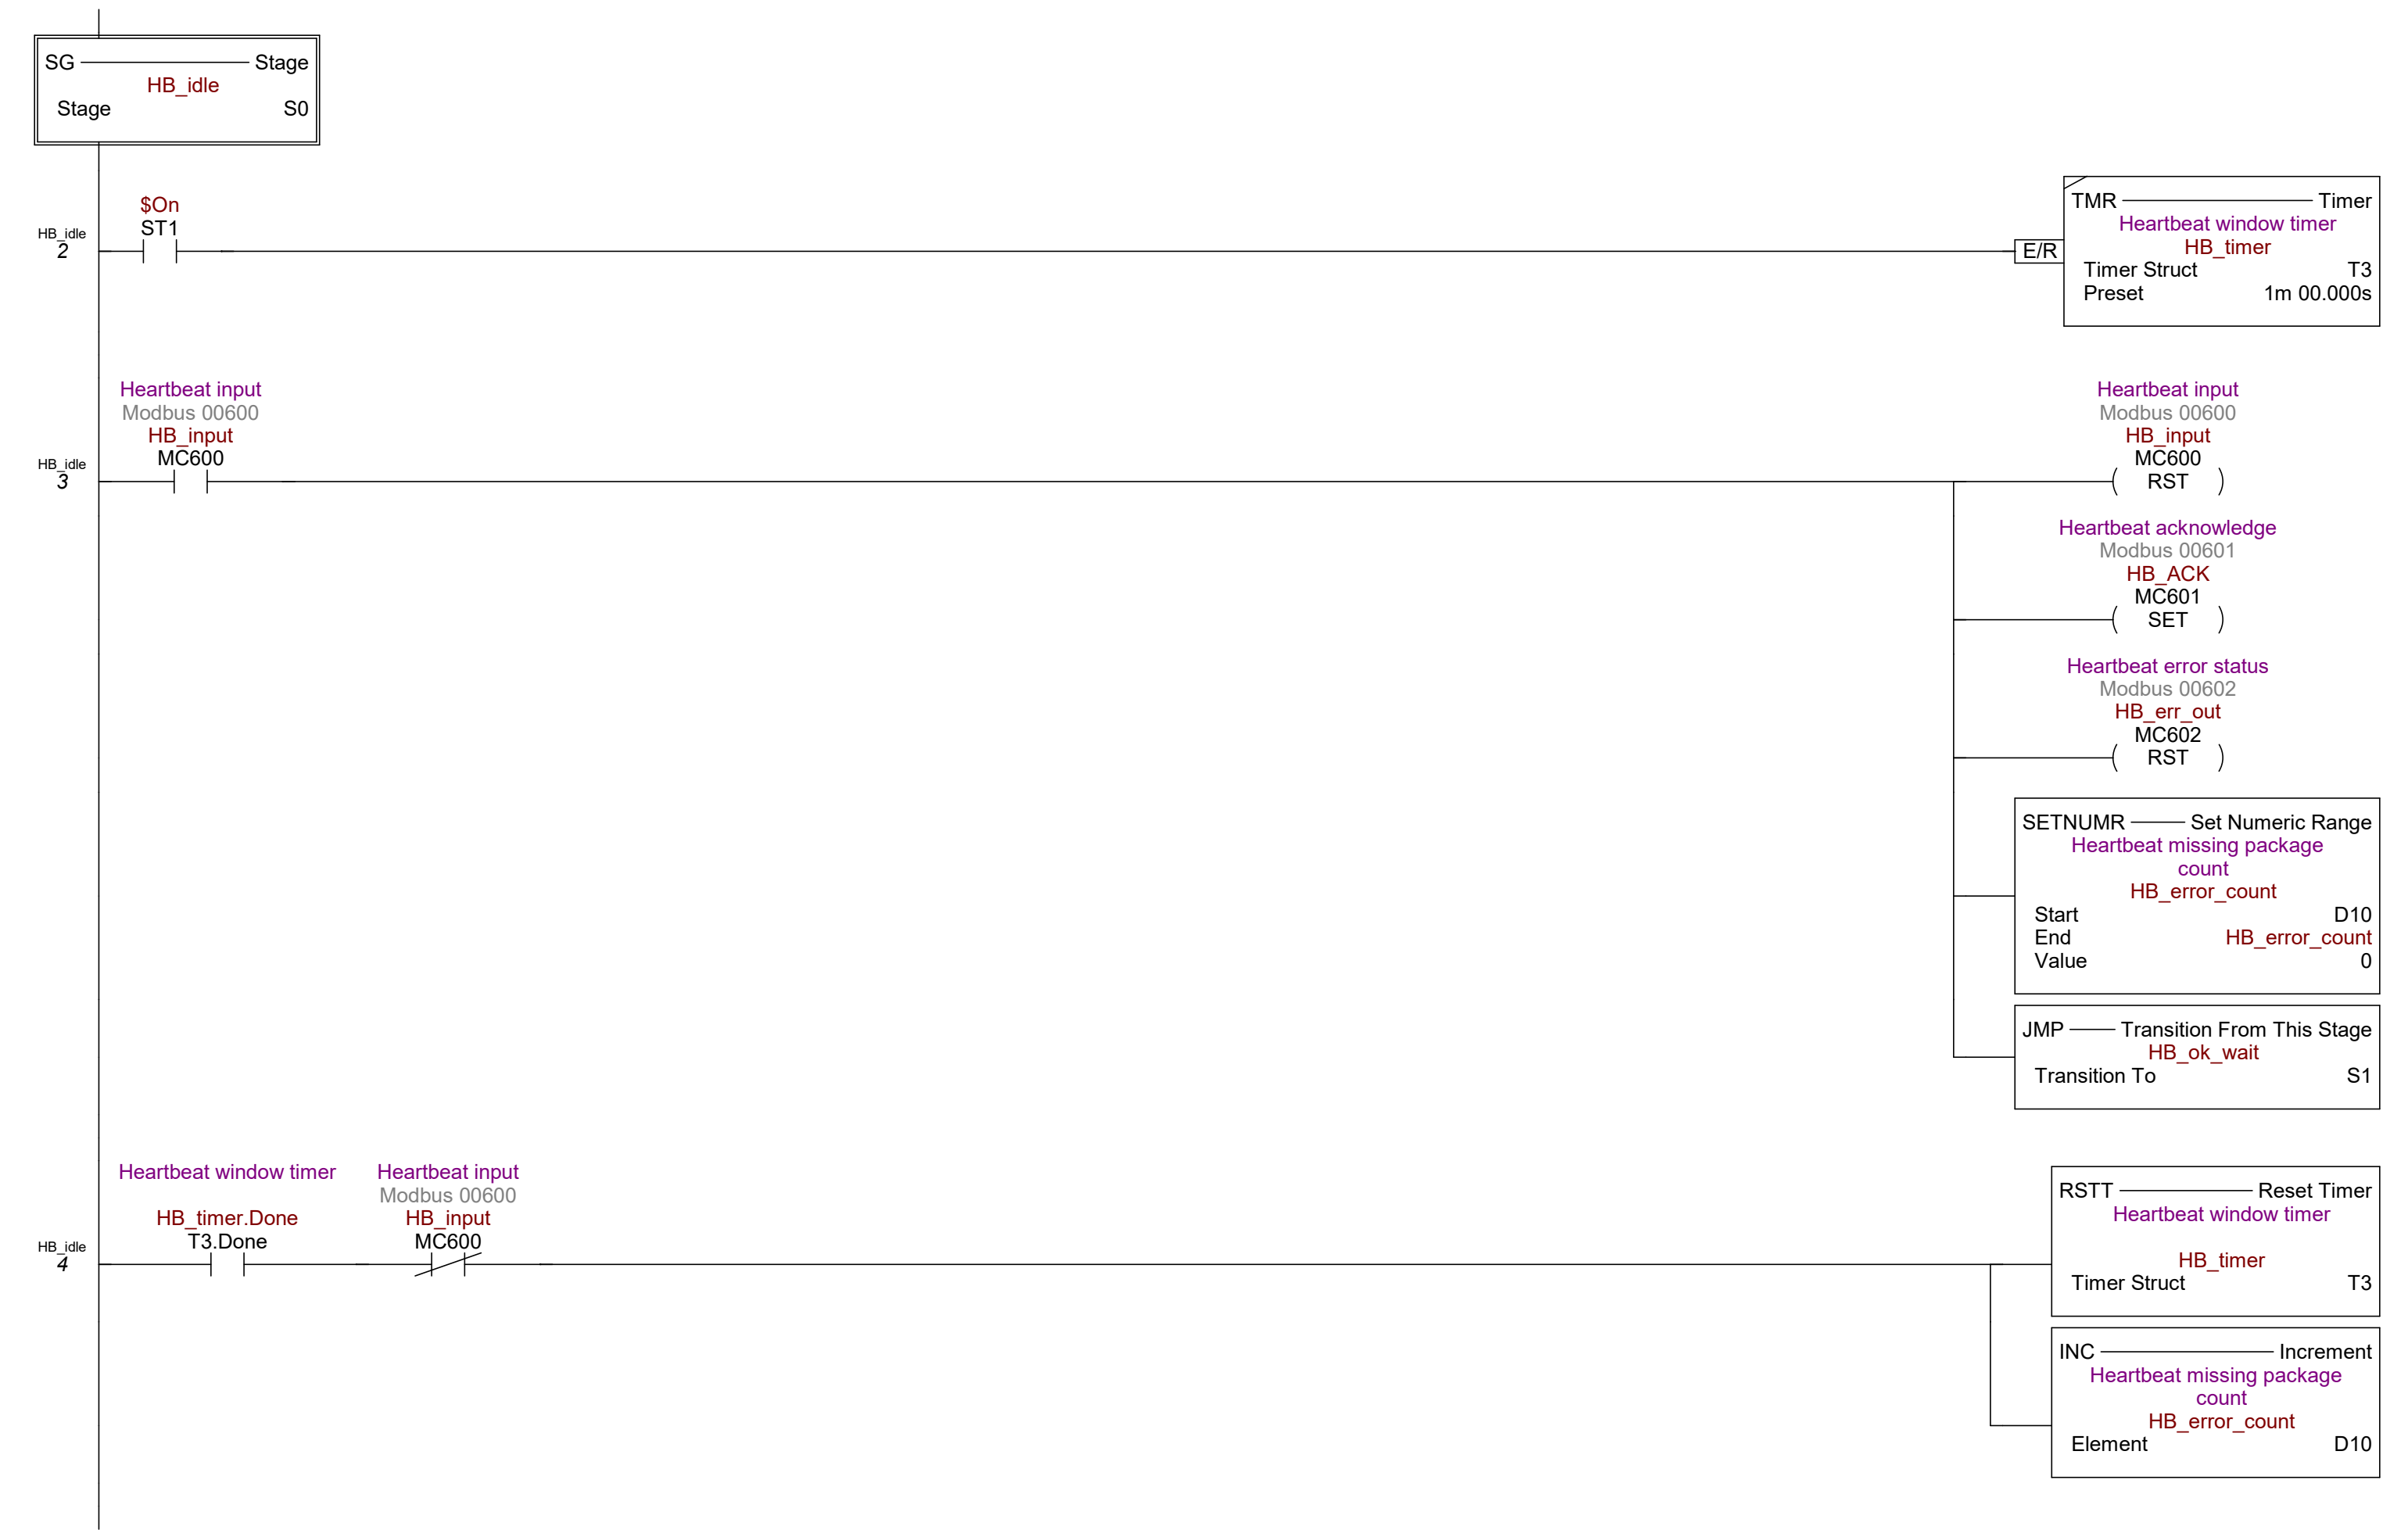 SG Stage
HB_idle
Stage S0
$On
ST1
HB_idle
2
E/R
TMR Timer
Heartbeat window timer
HB_timer
Timer Struct T3
Preset 1m 00.000s
Heartbeat input
Modbus 00600
HB_input
MC600
HB_idle
3
Heartbeat input
Modbus 00600
HB_input
MC600
RST
Heartbeat acknowledge
Modbus 00601
HB_ACK
MC601
SET
Heartbeat error status
Modbus 00602
HB_err_out
MC602
RST
SETNUMR Set Numeric Range
Heartbeat missing package
count
HB_error_count
Start D10
End HB_error_count
Value 0
JMP Transition From This Stage
HB_ok_wait
Transition To S1
Heartbeat window timer
HB_timer.Done
T3.Done
Heartbeat input
Modbus 00600
HB_input
MC600
HB_idle
4
RSTT Reset Timer
Heartbeat window timer
HB_timer
Timer Struct T3
INC Increment
Heartbeat missing package
count
HB_error_count
Element D10